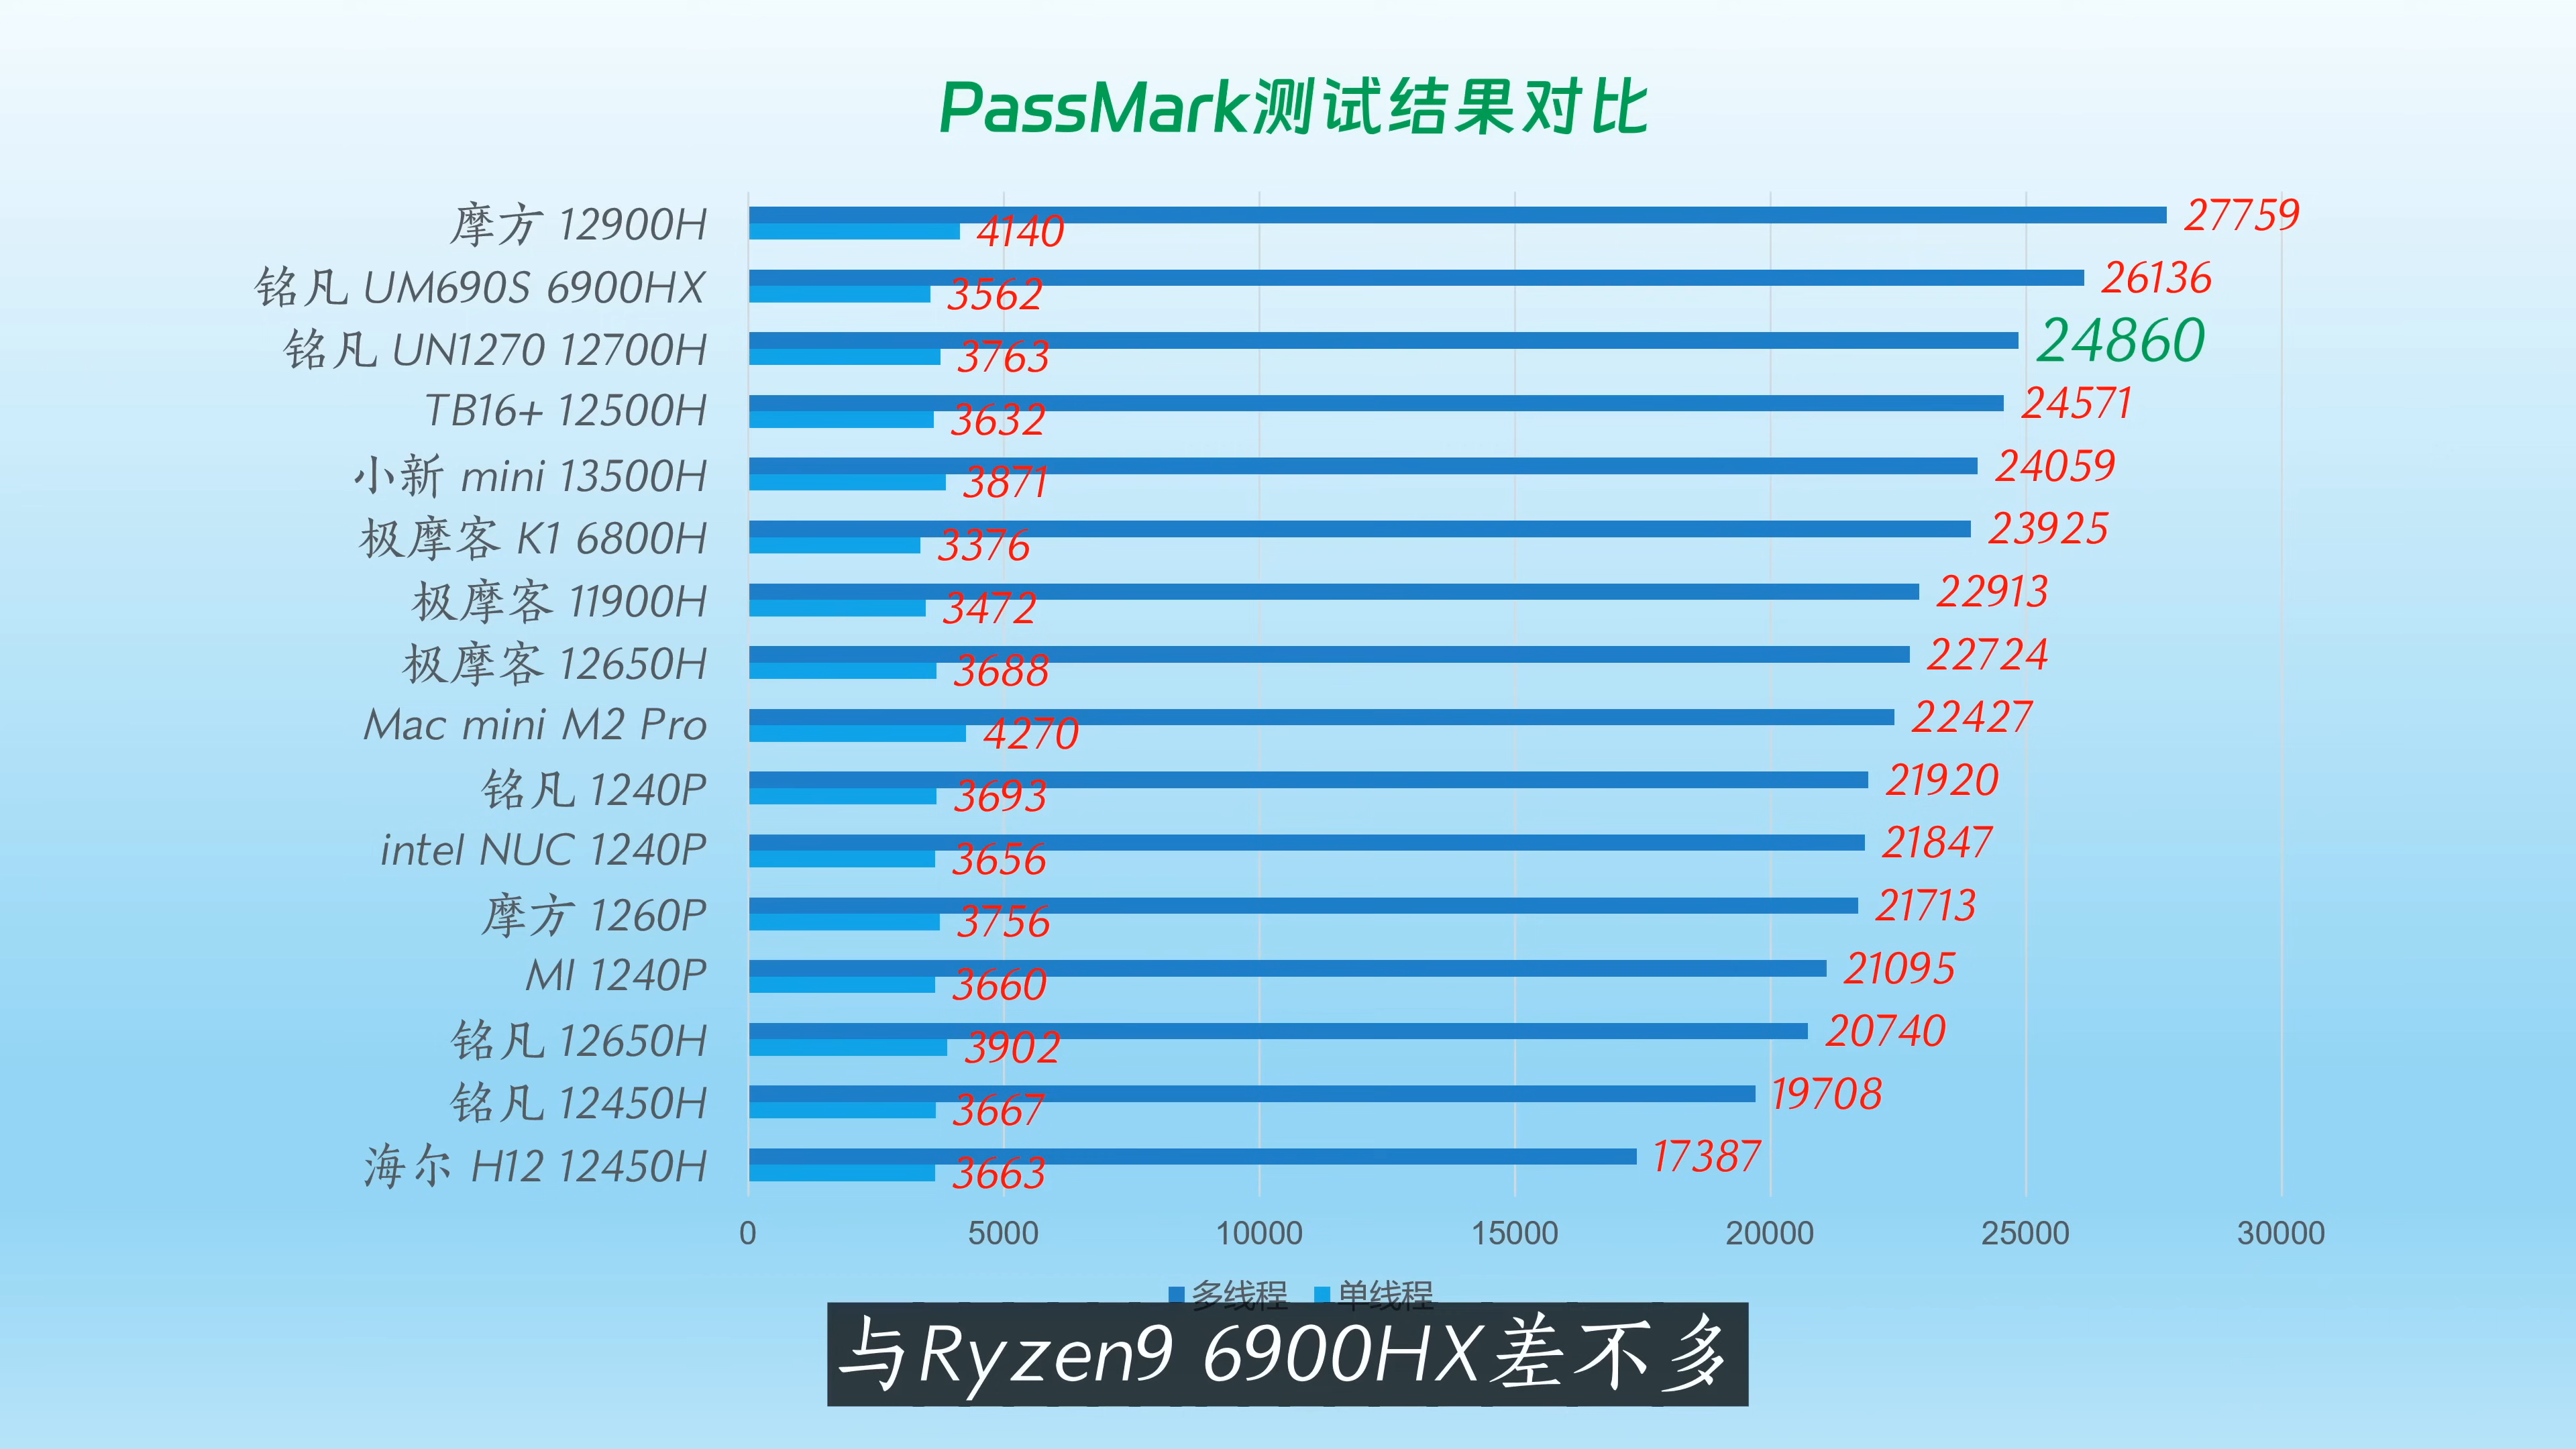 PassMark测试结果对比
摩方 12900H 27759
4140
铭凡 UM690S 6900HX 26136
3562
铭凡 UN1270 12700H 24860
3763
TB16+ 12500H 24571
3632
小新 mini 13500H 24059
3871
极摩客 K1 6800H 23925
3376
极摩客 11900H 22913
3472
极摩客 12650H 22724
3688
Mac mini M2 Pro 22427
4270
铭凡 1240P 21920
3693
intel NUC 1240P 21847
3656
摩方 1260P 21713
3756
MI 1240P 21095
3660
铭凡 12650H 20740
3902
铭凡 12450H 19708
3667
海尔 H12 12450H 17387
3663
0 5000 10000 15000 20000 25000 30000
多线程 单线程
与Ryzen9 6900HX差不多